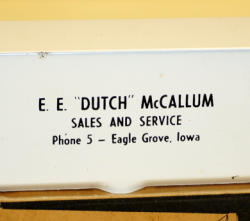 E. E. "DUTCH" McCALLUM
SALES AND SERVICE
Phone 5 – Eagle Grove, Iowa